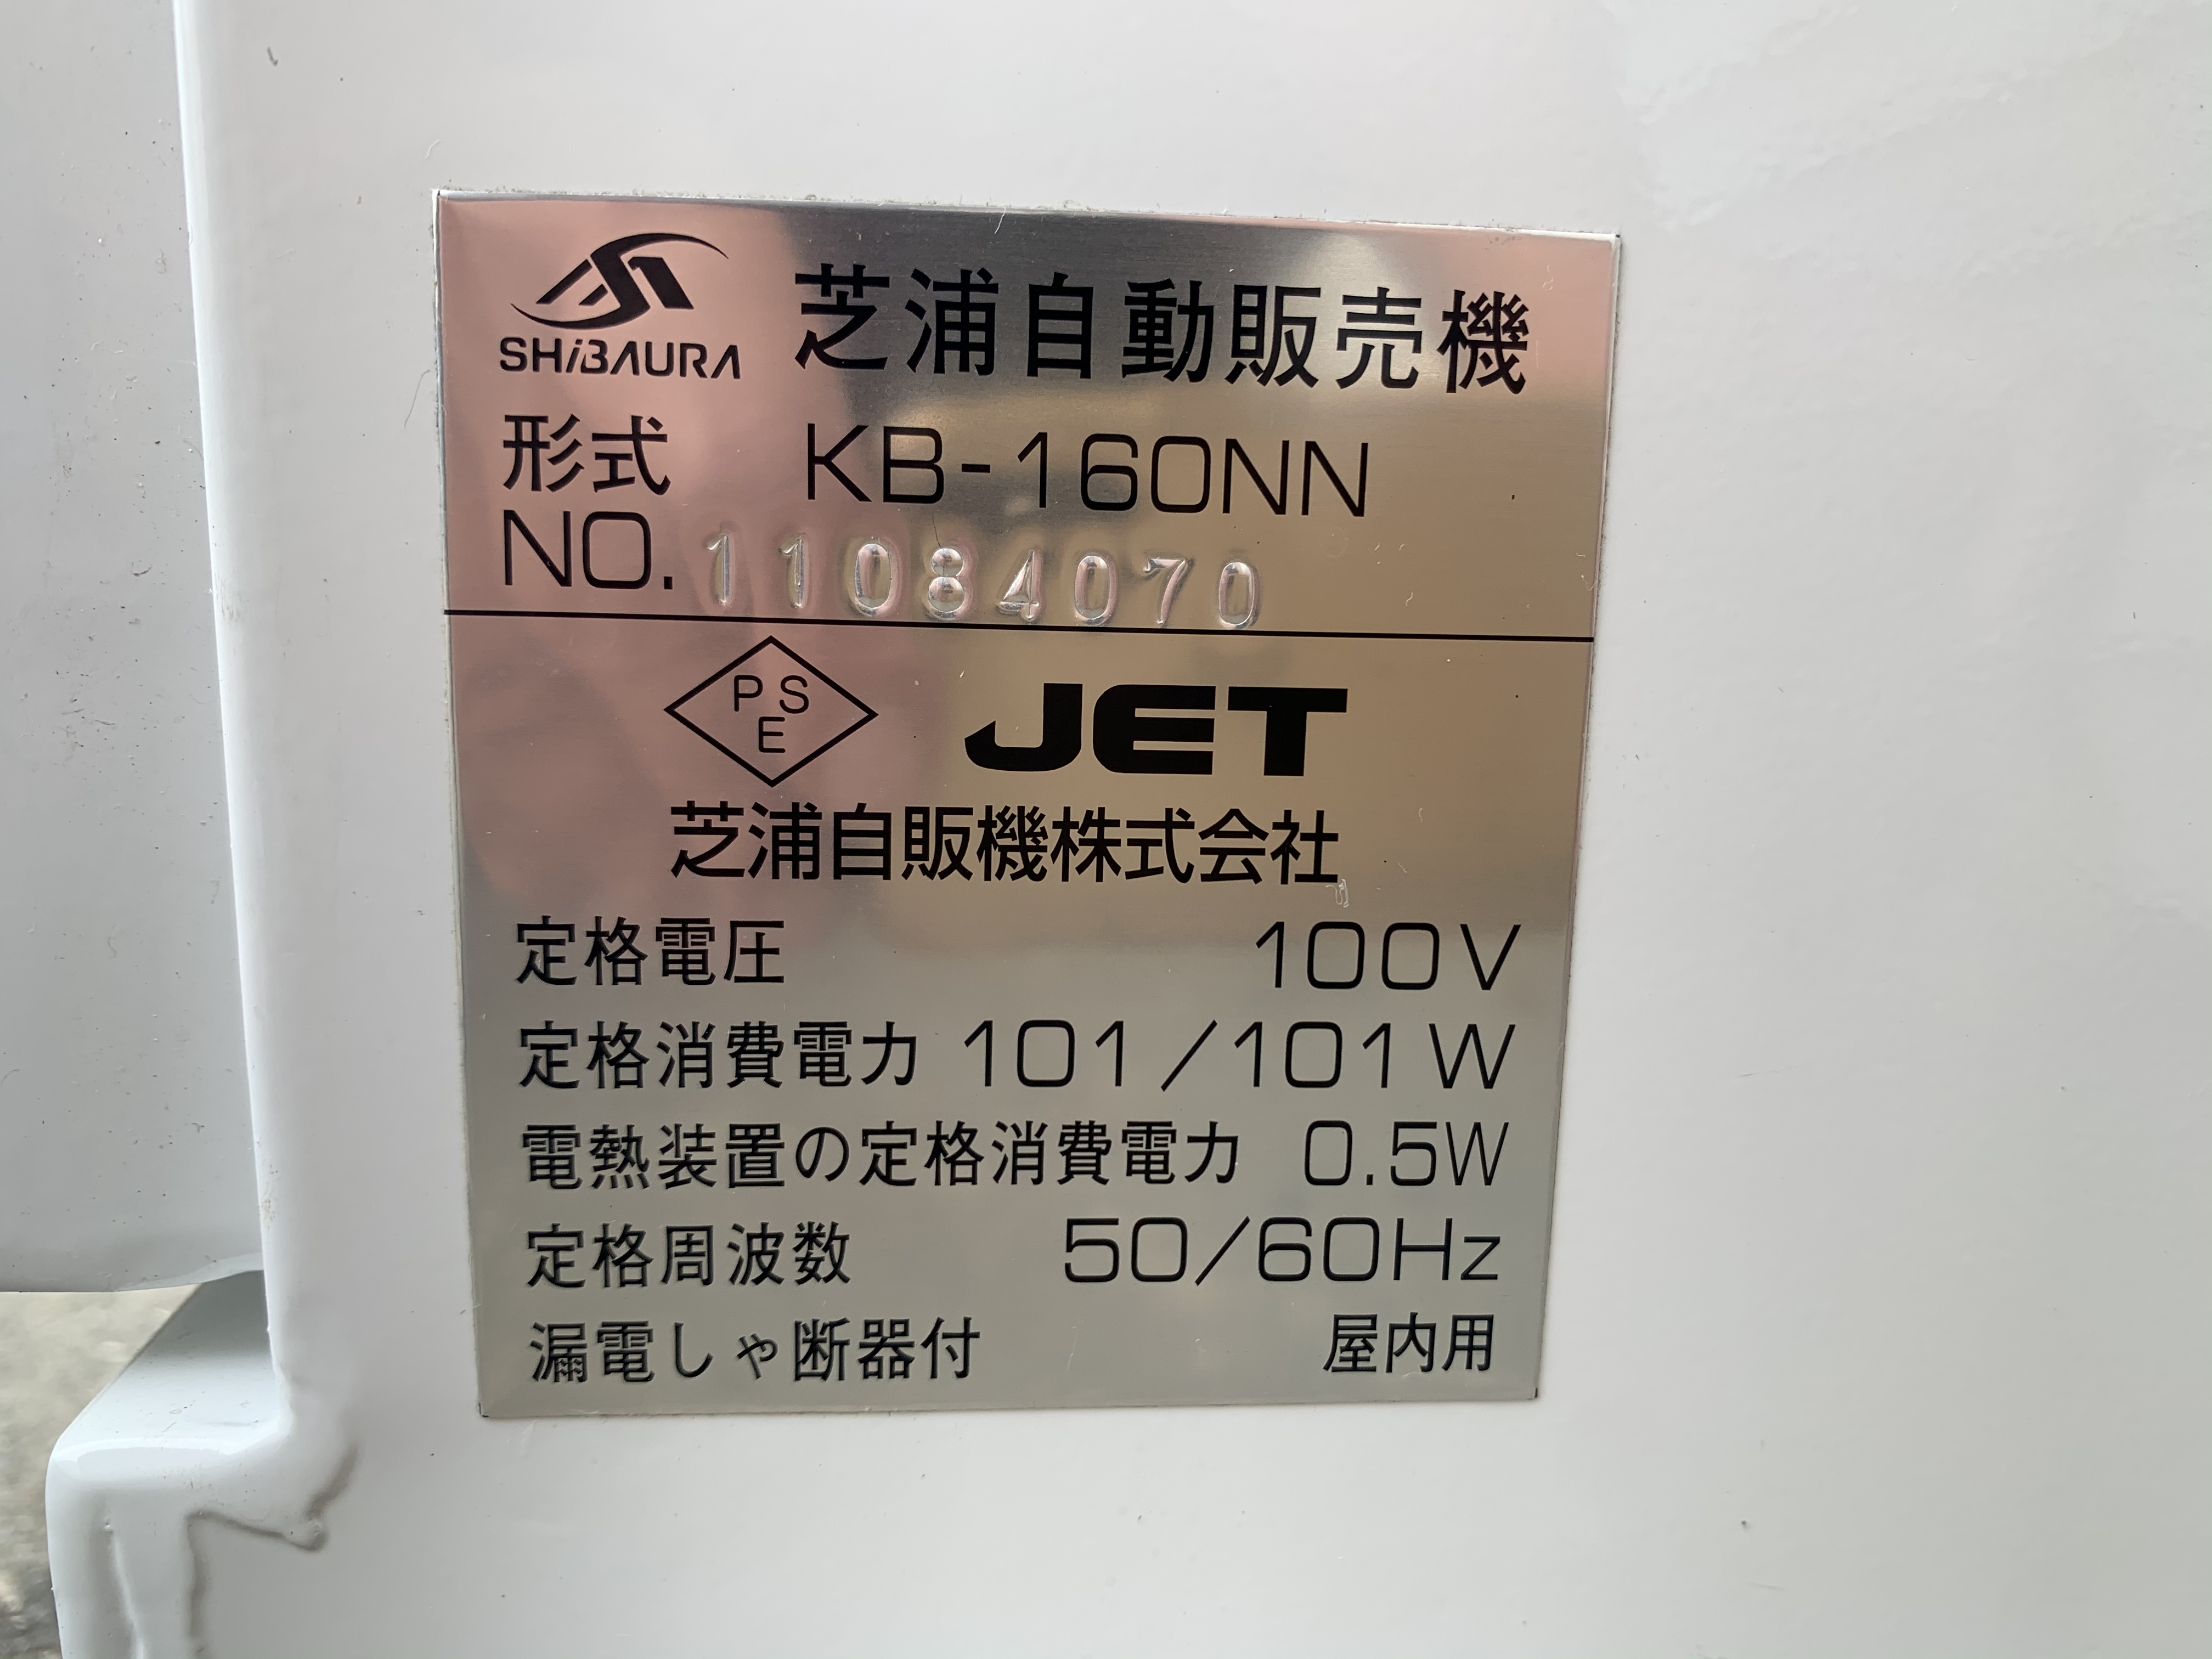 SHiBAURA 芝浦自動販売機
形式 KB-160NN
NO. 11084070
PSE JET
芝浦自販機株式会社
定格電圧 100V
定格消費電力 101/101W
電熱装置の定格消費電力 0.5W
定格周波数 50/60Hz
漏電しゃ断器付 屋内用